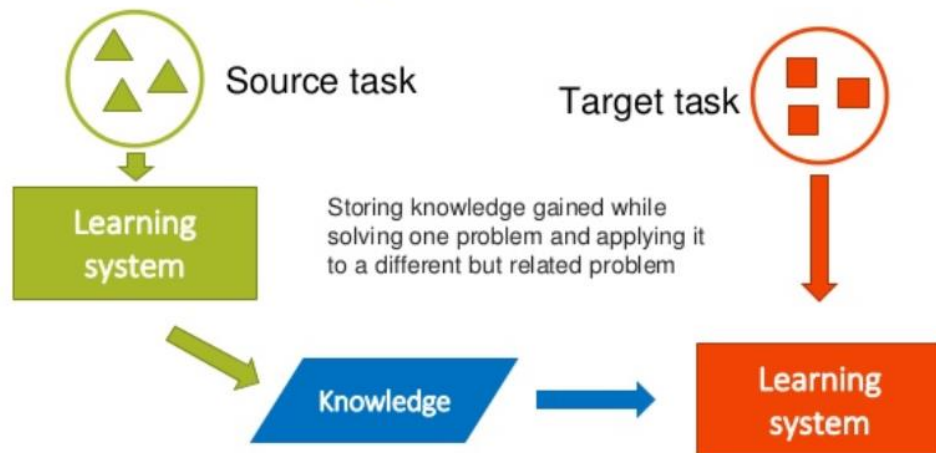 Source task
Target task
Learning
system
Storing knowledge gained while
solving one problem and applying it
to a different but related problem
Knowledge
Learning
system